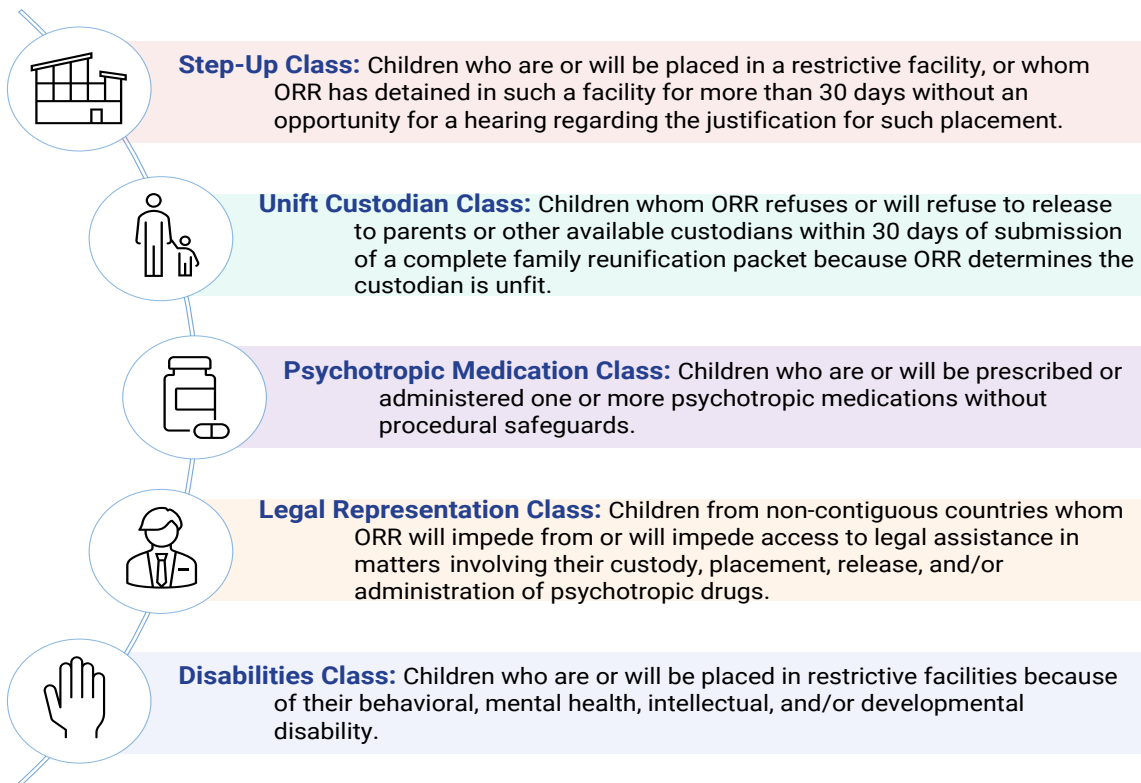 Step-Up Class: Children who are or will be placed in a restrictive facility, or whom
ORR has detained in such a facility for more than 30 days without an
opportunity for a hearing regarding the justification for such placement.
Unift Custodian Class: Children whom ORR refuses or will refuse to release
to parents or other available custodians within 30 days of submission
of a complete family reunification packet because ORR determines the
custodian is unfit.
Psychotropic Medication Class: Children who are or will be prescribed or
administered one or more psychotropic medications without
procedural safeguards.
Legal Representation Class: Children from non-contiguous countries whom
ORR will impede from or will impede access to legal assistance in
matters involving their custody, placement, release, and/or
administration of psychotropic drugs.
Disabilities Class: Children who are or will be placed in restrictive facilities because
of their behavioral, mental health, intellectual, and/or developmental
disability.